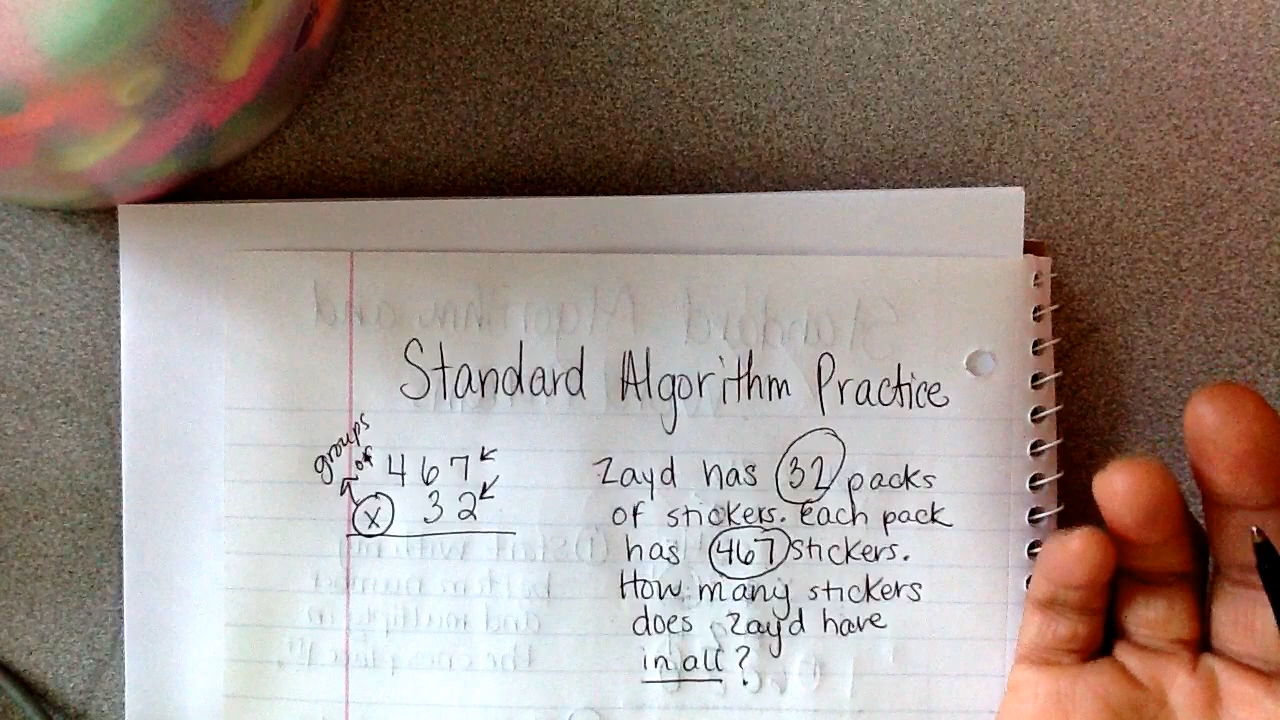 Standard Algorithm Practice
groups
of
467
x 32
Zayd has 32 packs
of stickers. Each pack
has 467 stickers.
How many stickers
does Zayd have
in all?